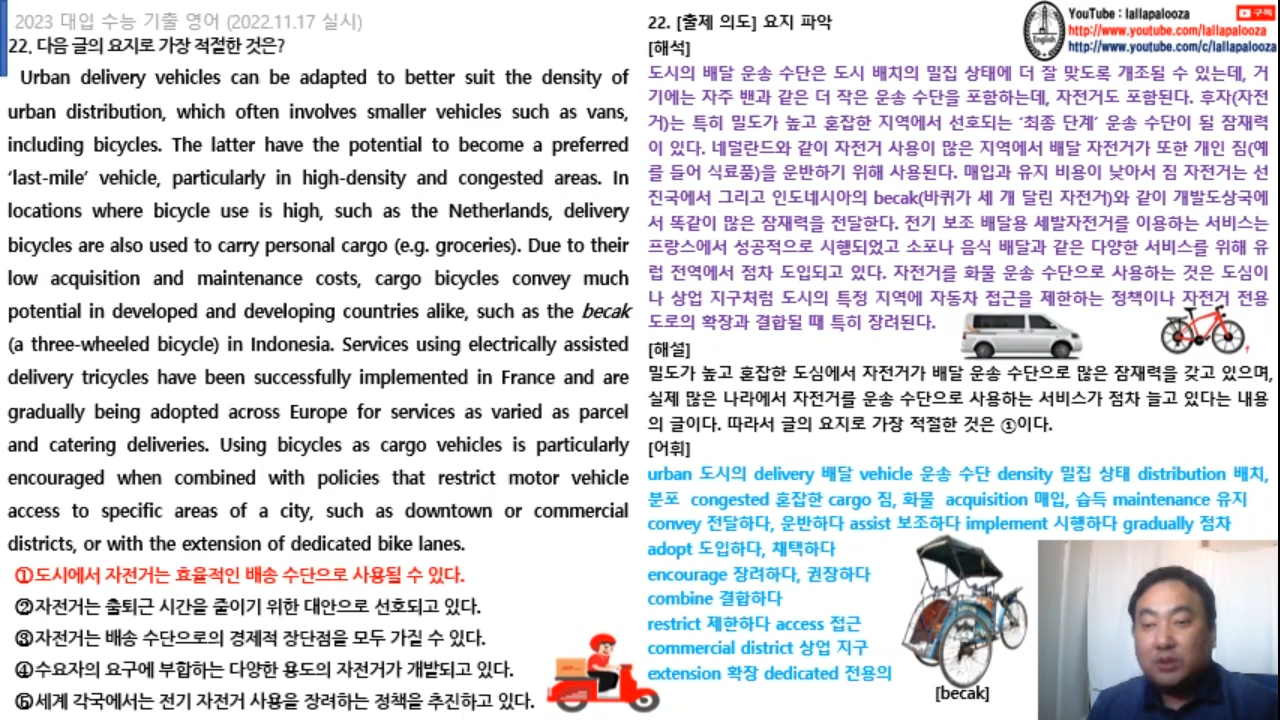 2023 대입 수능 기출 영어 (2022.11.17 실시)
22. 다음 글의 요지로 가장 적절한 것은?
Urban delivery vehicles can be adapted to better suit the density of
urban distribution, which often involves smaller vehicles such as vans,
including bicycles. The latter have the potential to become a preferred
‘last-mile’ vehicle, particularly in high-density and congested areas. In
locations where bicycle use is high, such as the Netherlands, delivery
bicycles are also used to carry personal cargo (e.g. groceries). Due to their
low acquisition and maintenance costs, cargo bicycles convey much
potential in developed and developing countries alike, such as the becak
(a three-wheeled bicycle) in Indonesia. Services using electrically assisted
delivery tricycles have been successfully implemented in France and are
gradually being adopted across Europe for services as varied as parcel
and catering deliveries. Using bicycles as cargo vehicles is particularly
encouraged when combined with policies that restrict motor vehicle
access to specific areas of a city, such as downtown or commercial
districts, or with the extension of dedicated bike lanes.
①도시에서 자전거는 효율적인 배송 수단으로 사용될 수 있다.
②자전거는 출퇴근 시간을 줄이기 위한 대안으로 선호되고 있다.
③자전거는 배송 수단으로의 경제적 장단점을 모두 가질 수 있다.
④수요자의 요구에 부합하는 다양한 용도의 자전거가 개발되고 있다.
⑤세계 각국에서는 전기 자전거 사용을 장려하는 정책을 추진하고 있다.
22. [출제 의도] 요지 파악
[해석]
도시의 배달 운송 수단은 도시 배치의 밀집 상태에 더 잘 맞도록 개조될 수 있는데, 거
기에는 자주 밴과 같은 더 작은 운송 수단을 포함하는데, 자전거도 포함된다. 후자(자전
거)는 특히 밀도가 높고 혼잡한 지역에서 선호되는 ‘최종 단계’ 운송 수단이 될 잠재력
이 있다. 네덜란드와 같이 자전거 사용이 많은 지역에서 배달 자전거가 또한 개인 짐(예
를 들어 식료품)을 운반하기 위해 사용된다. 매입과 유지 비용이 낮아서 짐 자전거는 선
진국에서 그리고 인도네시아의 becak(바퀴가 세 개 달린 자전거)와 같이 개발도상국에
서 똑같이 많은 잠재력을 전달한다. 전기 보조 배달용 세발자전거를 이용하는 서비스는
프랑스에서 성공적으로 시행되었고 소포나 음식 배달과 같은 다양한 서비스를 위해 유
럽 전역에서 점차 도입되고 있다. 자전거를 화물 운송 수단으로 사용하는 것은 도심이
나 상업 지구처럼 도시의 특정 지역에 자동차 접근을 제한하는 정책이나 자전거 전용
도로의 확장과 결합될 때 특히 장려된다.
[해설]
밀도가 높고 혼잡한 도심에서 자전거가 배달 운송 수단으로 많은 잠재력을 갖고 있으며,
실제 많은 나라에서 자전거를 운송 수단으로 사용하는 서비스가 점차 늘고 있다는 내용
의 글이다. 따라서 글의 요지로 가장 적절한 것은 ①이다.
[어휘]
urban 도시의 delivery 배달 vehicle 운송 수단 density 밀집 상태 distribution 배치,
분포 congested 혼잡한 cargo 짐, 화물 acquisition 매입, 습득 maintenance 유지
convey 전달하다, 운반하다 assist 보조하다 implement 시행하다 gradually 점차
adopt 도입하다, 채택하다
encourage 장려하다, 권장하다
combine 결합하다
restrict 제한하다 access 접근
commercial district 상업 지구
extension 확장 dedicated 전용의
[becak]
YouTube : lallapalooza
구독
http://www.youtube.com/lallapalooza
http://www.youtube.com/c/lallapalooza
English